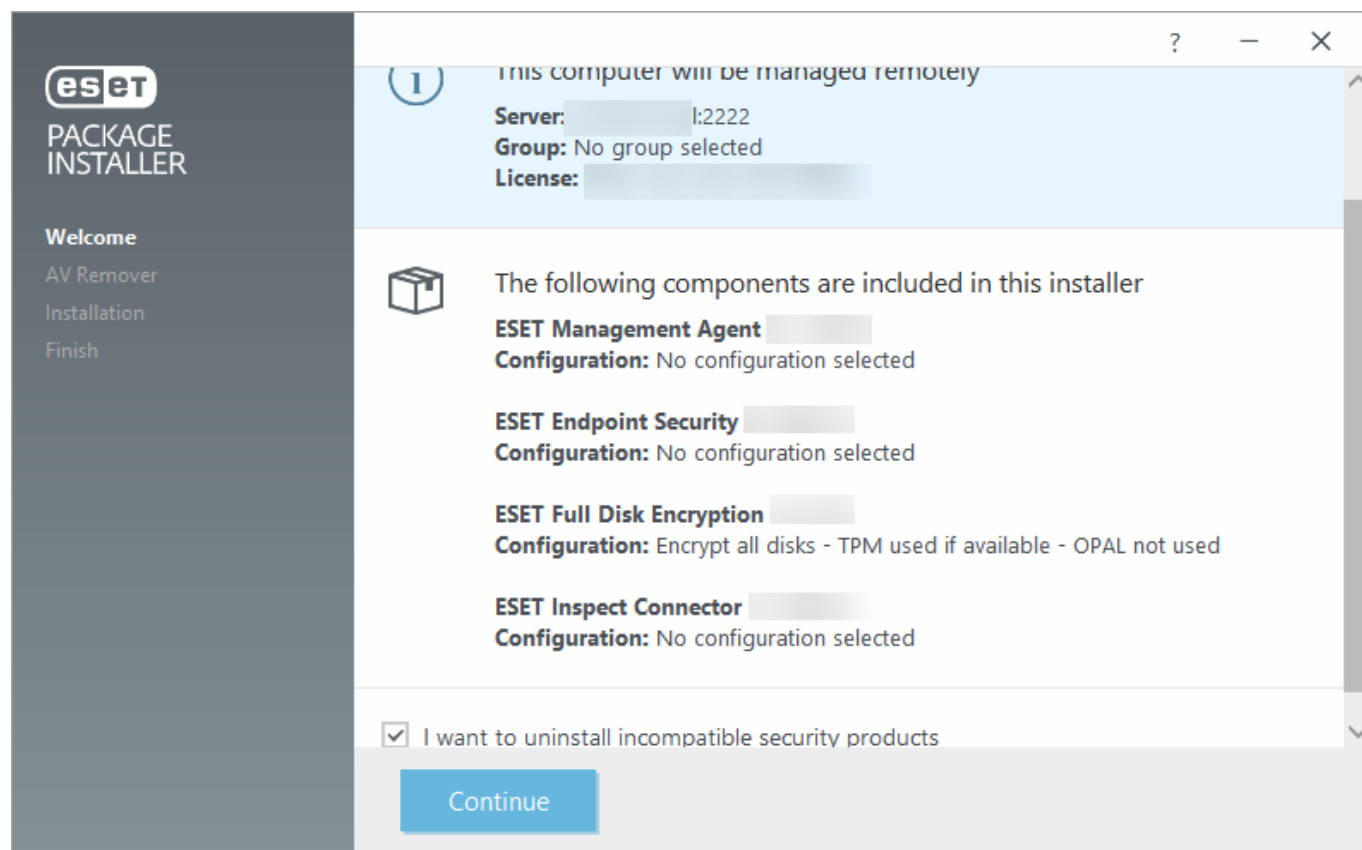 eset
PACKAGE
INSTALLER
Welcome
AV Remover
Installation
Finish
?
This computer will be managed remotely
Server: l:2222
Group: No group selected
License:
The following components are included in this installer
ESET Management Agent
Configuration: No configuration selected
ESET Endpoint Security
Configuration: No configuration selected
ESET Full Disk Encryption
Configuration: Encrypt all disks - TPM used if available - OPAL not used
ESET Inspect Connector
Configuration: No configuration selected
I want to uninstall incompatible security products
Continue